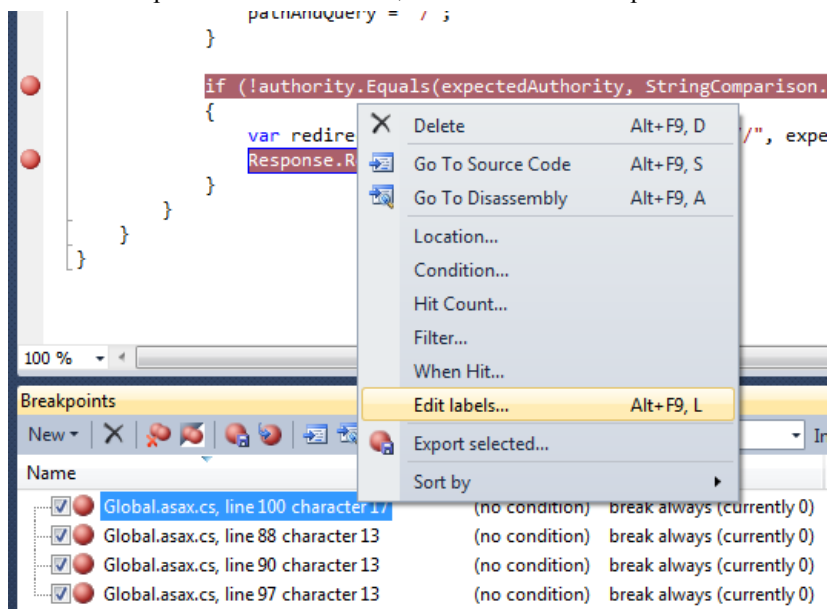 pathAndQuery = "/";
}
if (!authority.Equals(expectedAuthority, StringComparison.
{
var redire /", expe
Response.R
}
}
}
}
Delete Alt+F9, D
Go To Source Code Alt+F9, S
Go To Disassembly Alt+F9, A
Location...
Condition...
Hit Count...
Filter...
When Hit...
Edit labels... Alt+F9, L
Export selected...
Sort by
100 %
Breakpoints
New In
Name
Global.asax.cs, line 100 character 17 (no condition) break always (currently 0)
Global.asax.cs, line 88 character 13 (no condition) break always (currently 0)
Global.asax.cs, line 90 character 13 (no condition) break always (currently 0)
Global.asax.cs, line 97 character 13 (no condition) break always (currently 0)